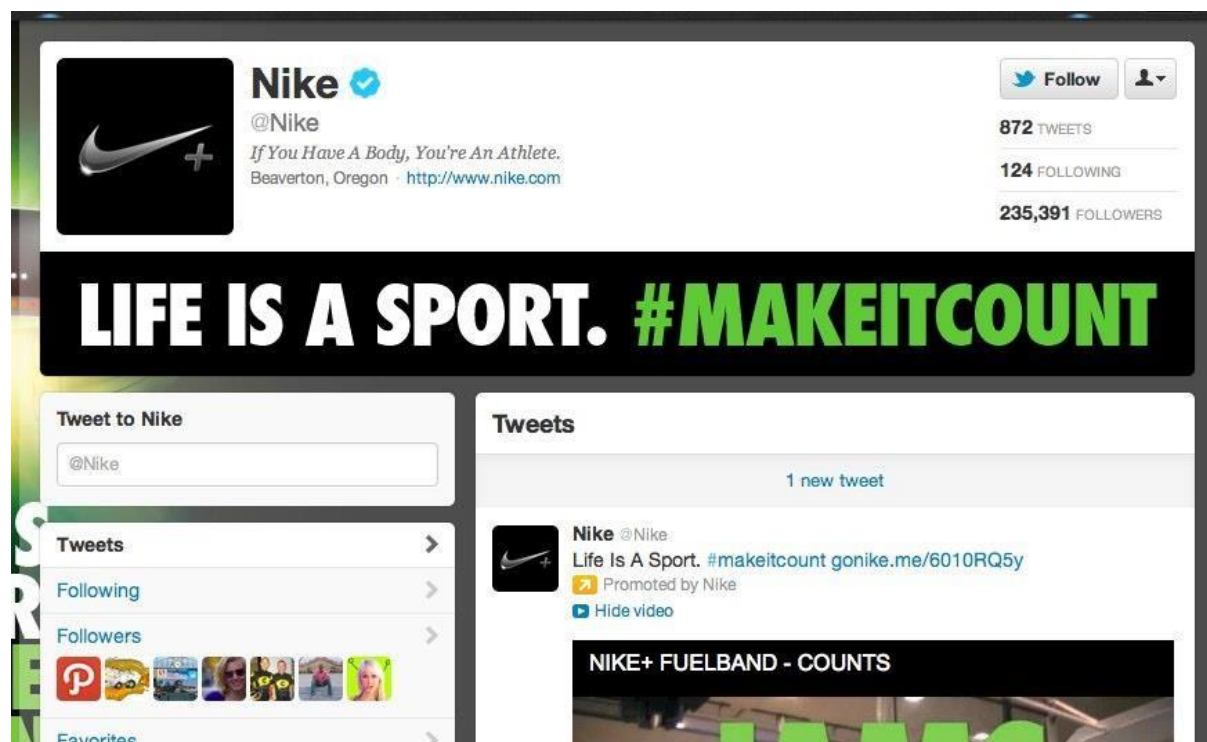 Nike
@Nike
If You Have A Body, You're An Athlete.
Beaverton, Oregon · http://www.nike.com
Follow
872 TWEETS
124 FOLLOWING
235,391 FOLLOWERS
LIFE IS A SPORT. #MAKEITCOUNT
Tweet to Nike
@Nike
Tweets
Following
Followers
Favorites
Tweets
1 new tweet
Nike @Nike
Life Is A Sport. #makeitcount gonike.me/6010RQ5y
Promoted by Nike
Hide video
NIKE+ FUELBAND - COUNTS